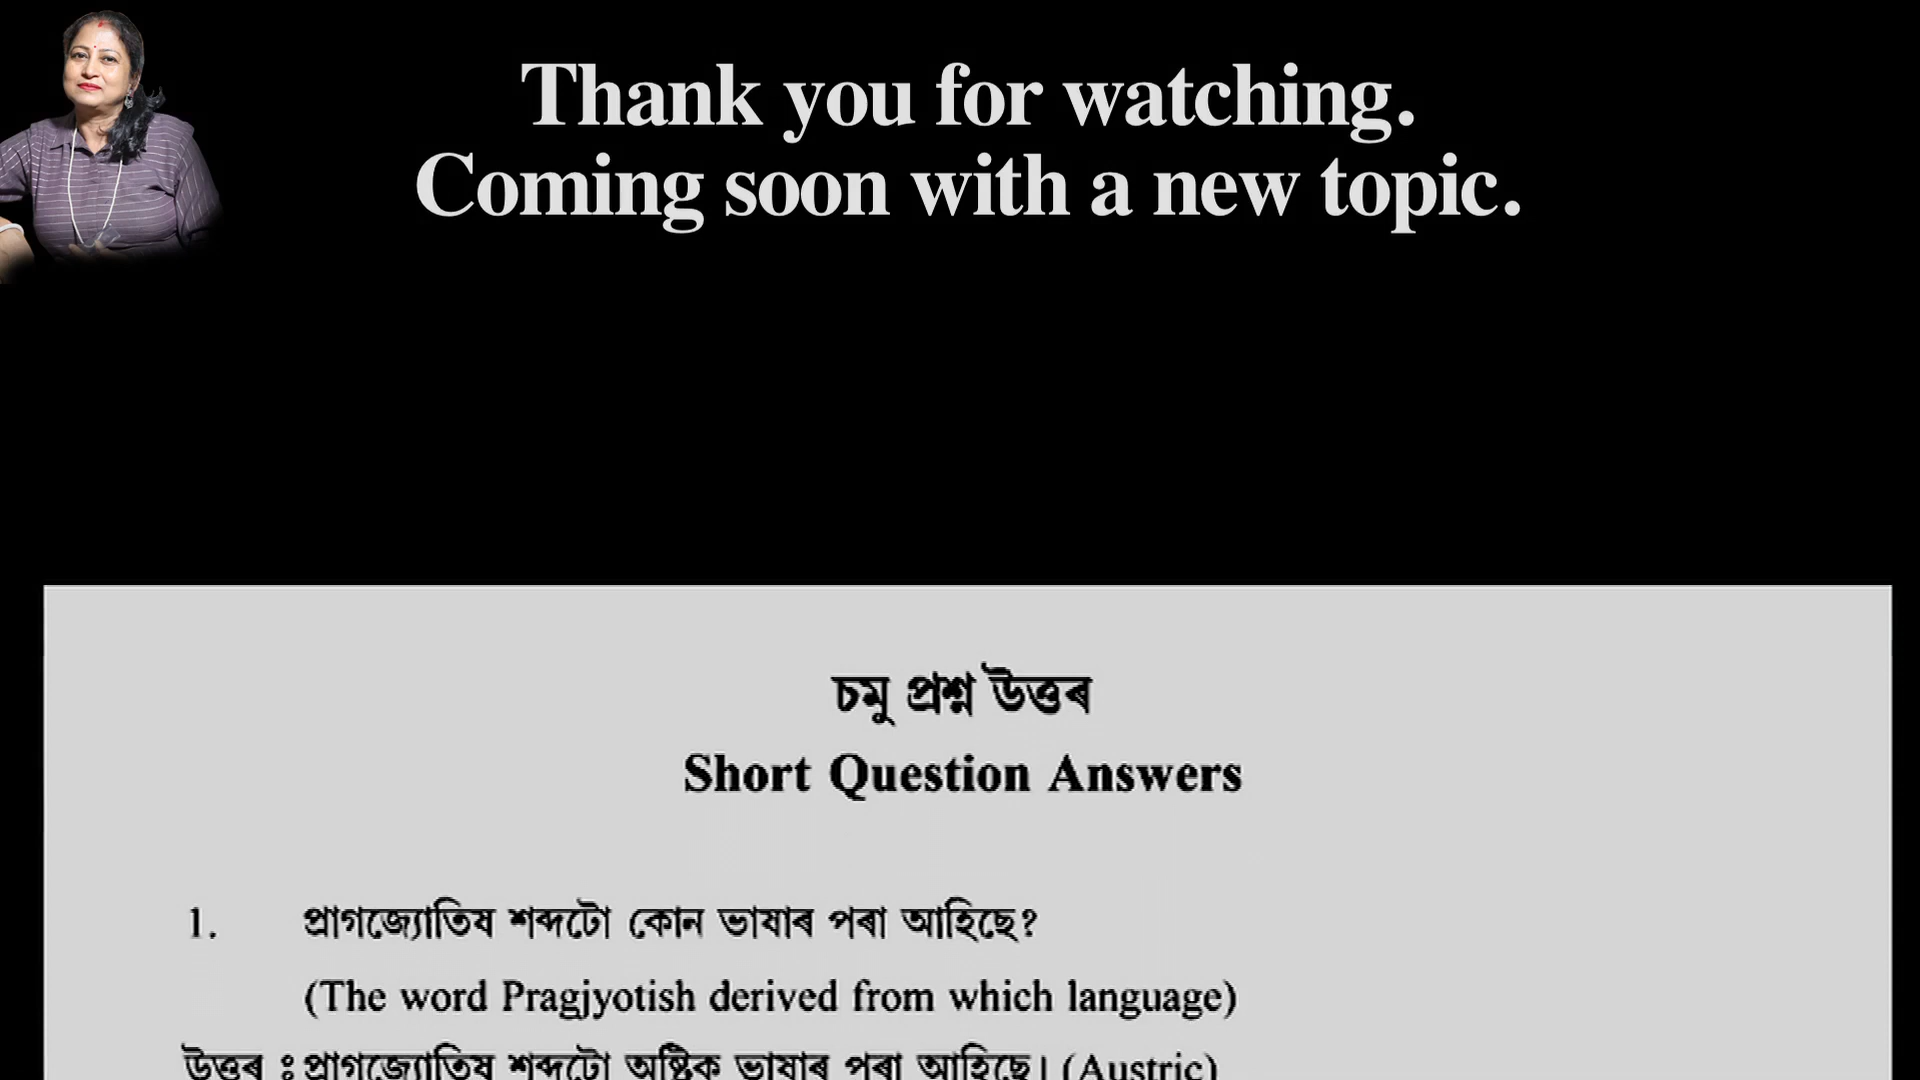 Thank you for watching.
Coming soon with a new topic.
চমু প্ৰশ্ন উত্তৰ
Short Question Answers
1. প্ৰাগজ্যোতিষ শব্দটো কোন ভাষাৰ পৰা আহিছে?
(The word Pragjyotish derived from which language)
উত্তৰ : প্ৰাগজ্যোতিষ শব্দটো অষ্টিক ভাষাৰ পৰা আহিছে। (Austric)